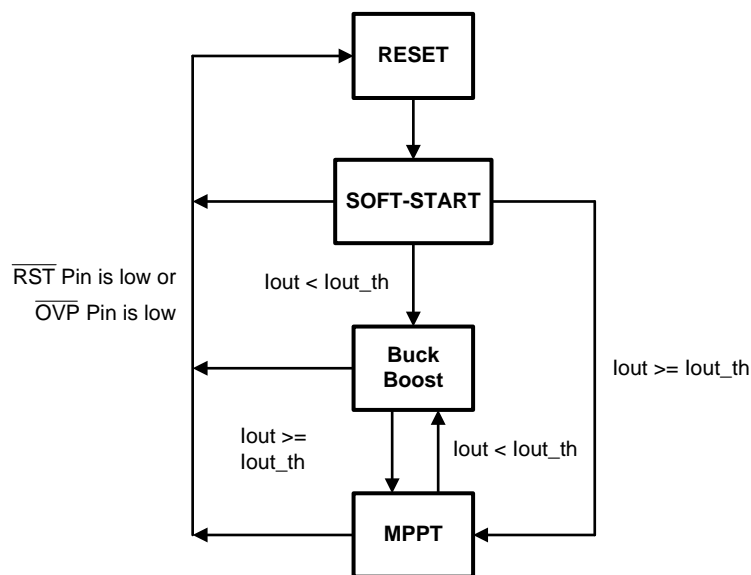 RESET
SOFT-START
RST Pin is low or
OVP Pin is low
Iout < Iout_th
Buck
Boost
Iout >= Iout_th
Iout >=
Iout_th
Iout < Iout_th
MPPT